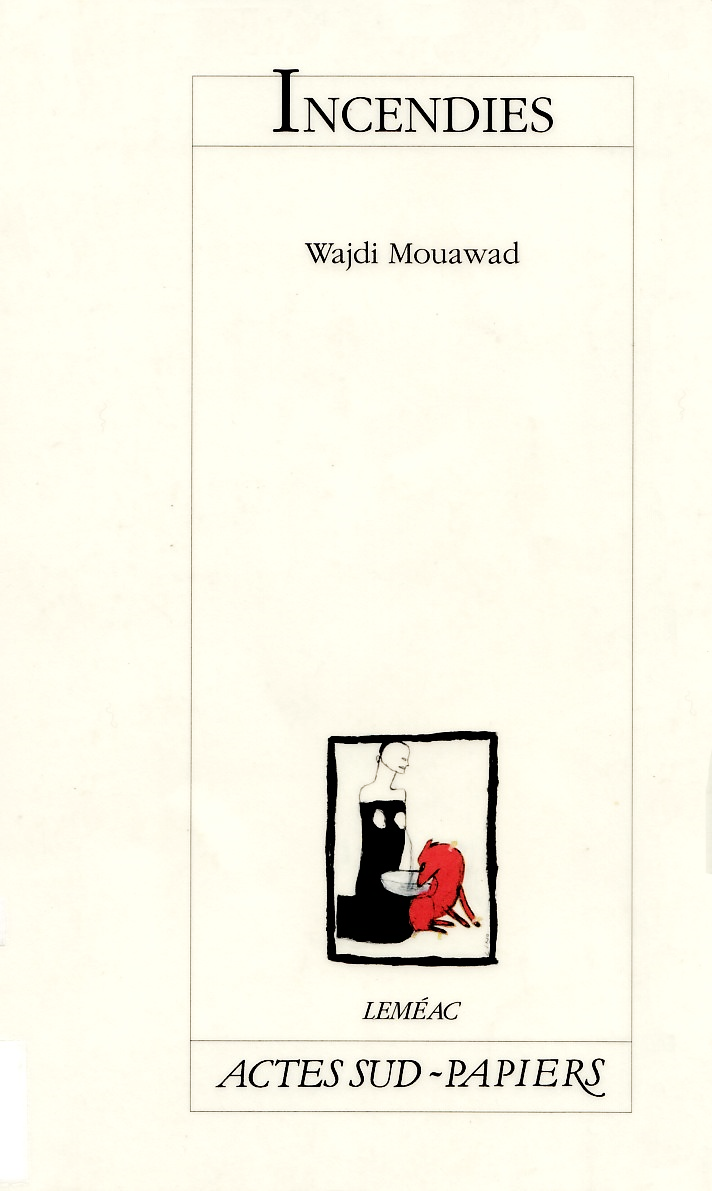 INCENDIES
Wajdi Mouawad
LEMÉAC
ACTES SUD-PAPIERS